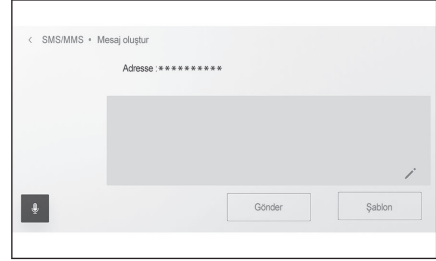 < SMS/MMS • Mesaj oluştur
Adresse :**********
Gönder
Şablon